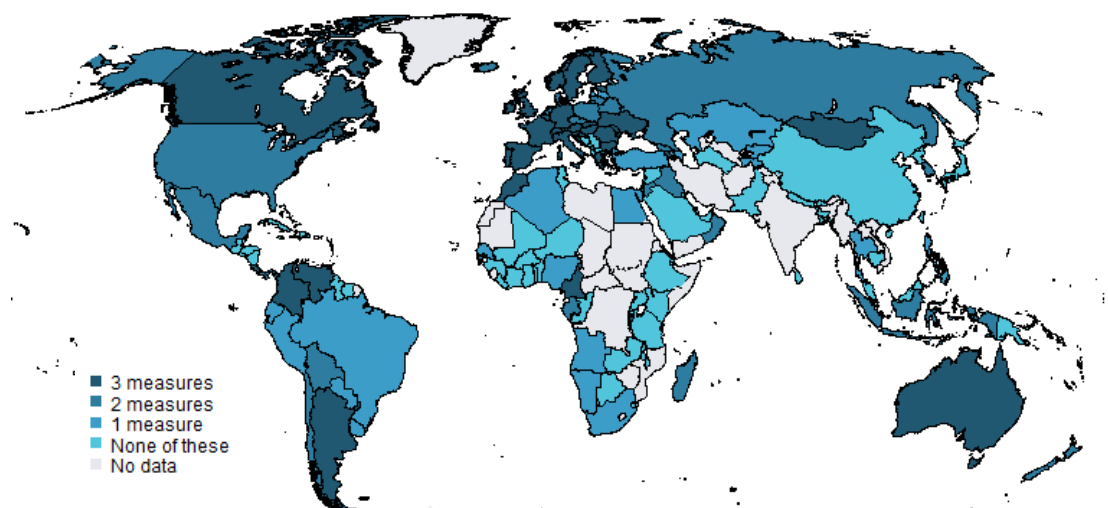 3 measures
2 measures
1 measure
None of these
No data